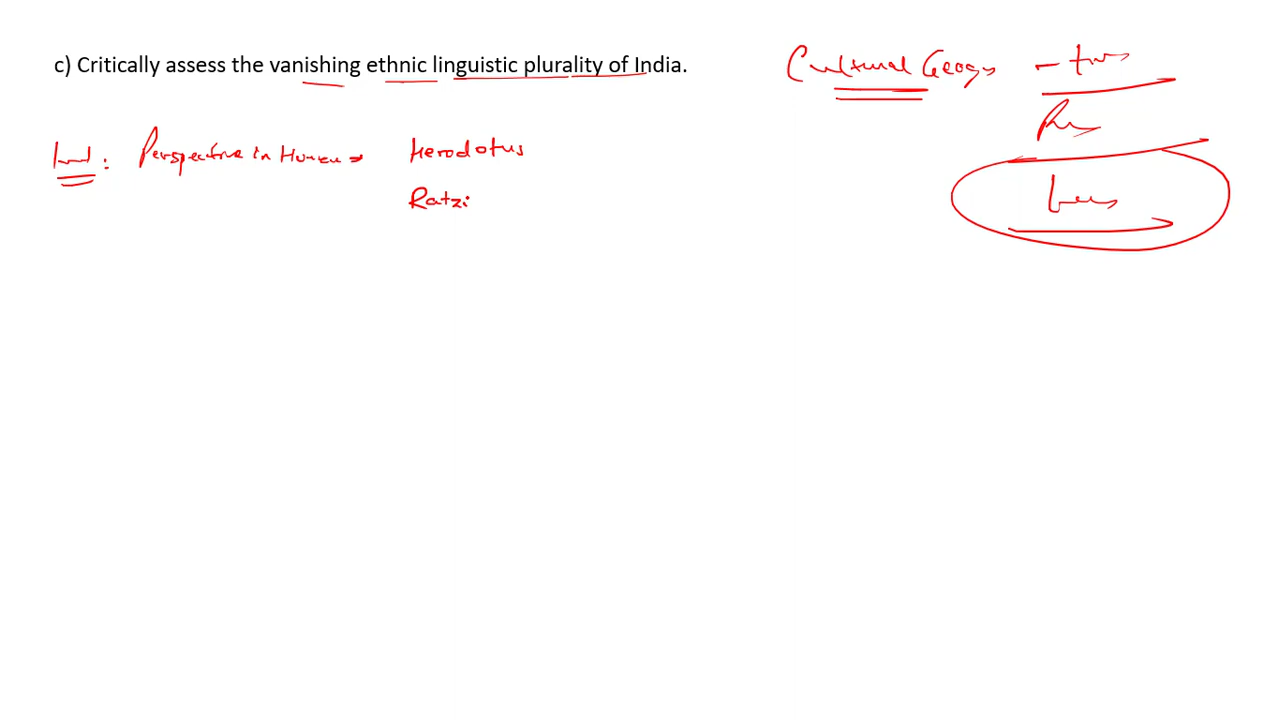 c) Critically assess the vanishing ethnic linguistic plurality of India.
Cultural Geog
Perspective in Human
Herodotus
Ratzi